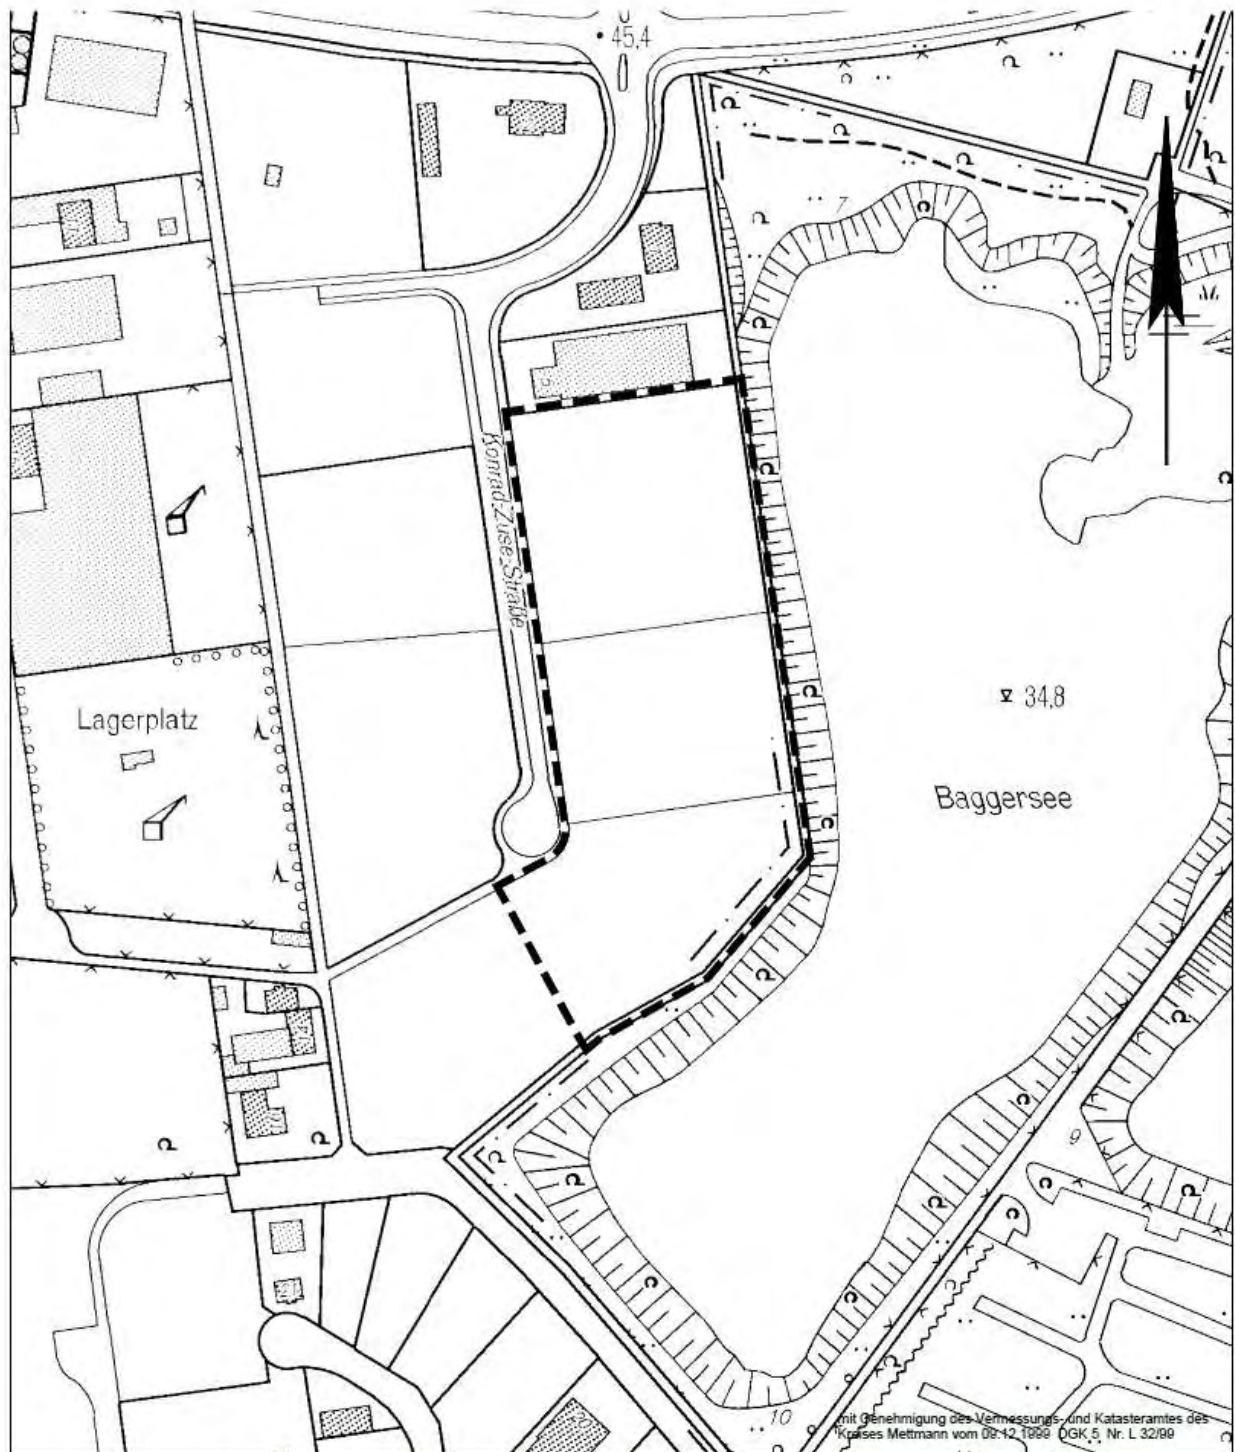 45,4
7
Konrad-Zuse-Straße
34,8
Lagerplatz
Baggersee
9
10
mit Genehmigung des Vermessungs- und Katasteramtes des
Kreises Mettmann vom 09.12.1999 DGK 5 Nr. L 32/99